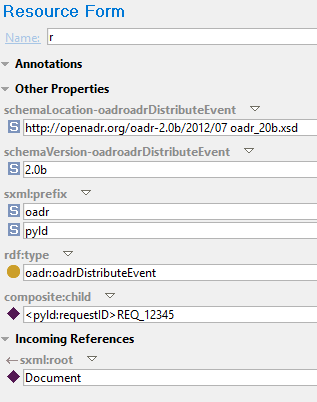 Resource Form
Name: r
Annotations
Other Properties
schemaLocation-oadroadrDistributeEvent
S http://openadr.org/oadr-2.0b/2012/07 oadr_20b.xsd
schemaVersion-oadroadrDistributeEvent
S 2.0b
sxml:prefix
S oadr
S pyld
rdf:type
oadr:oadrDistributeEvent
composite:child
<pyld:requestID>REQ_12345
Incoming References
←sxml:root
Document